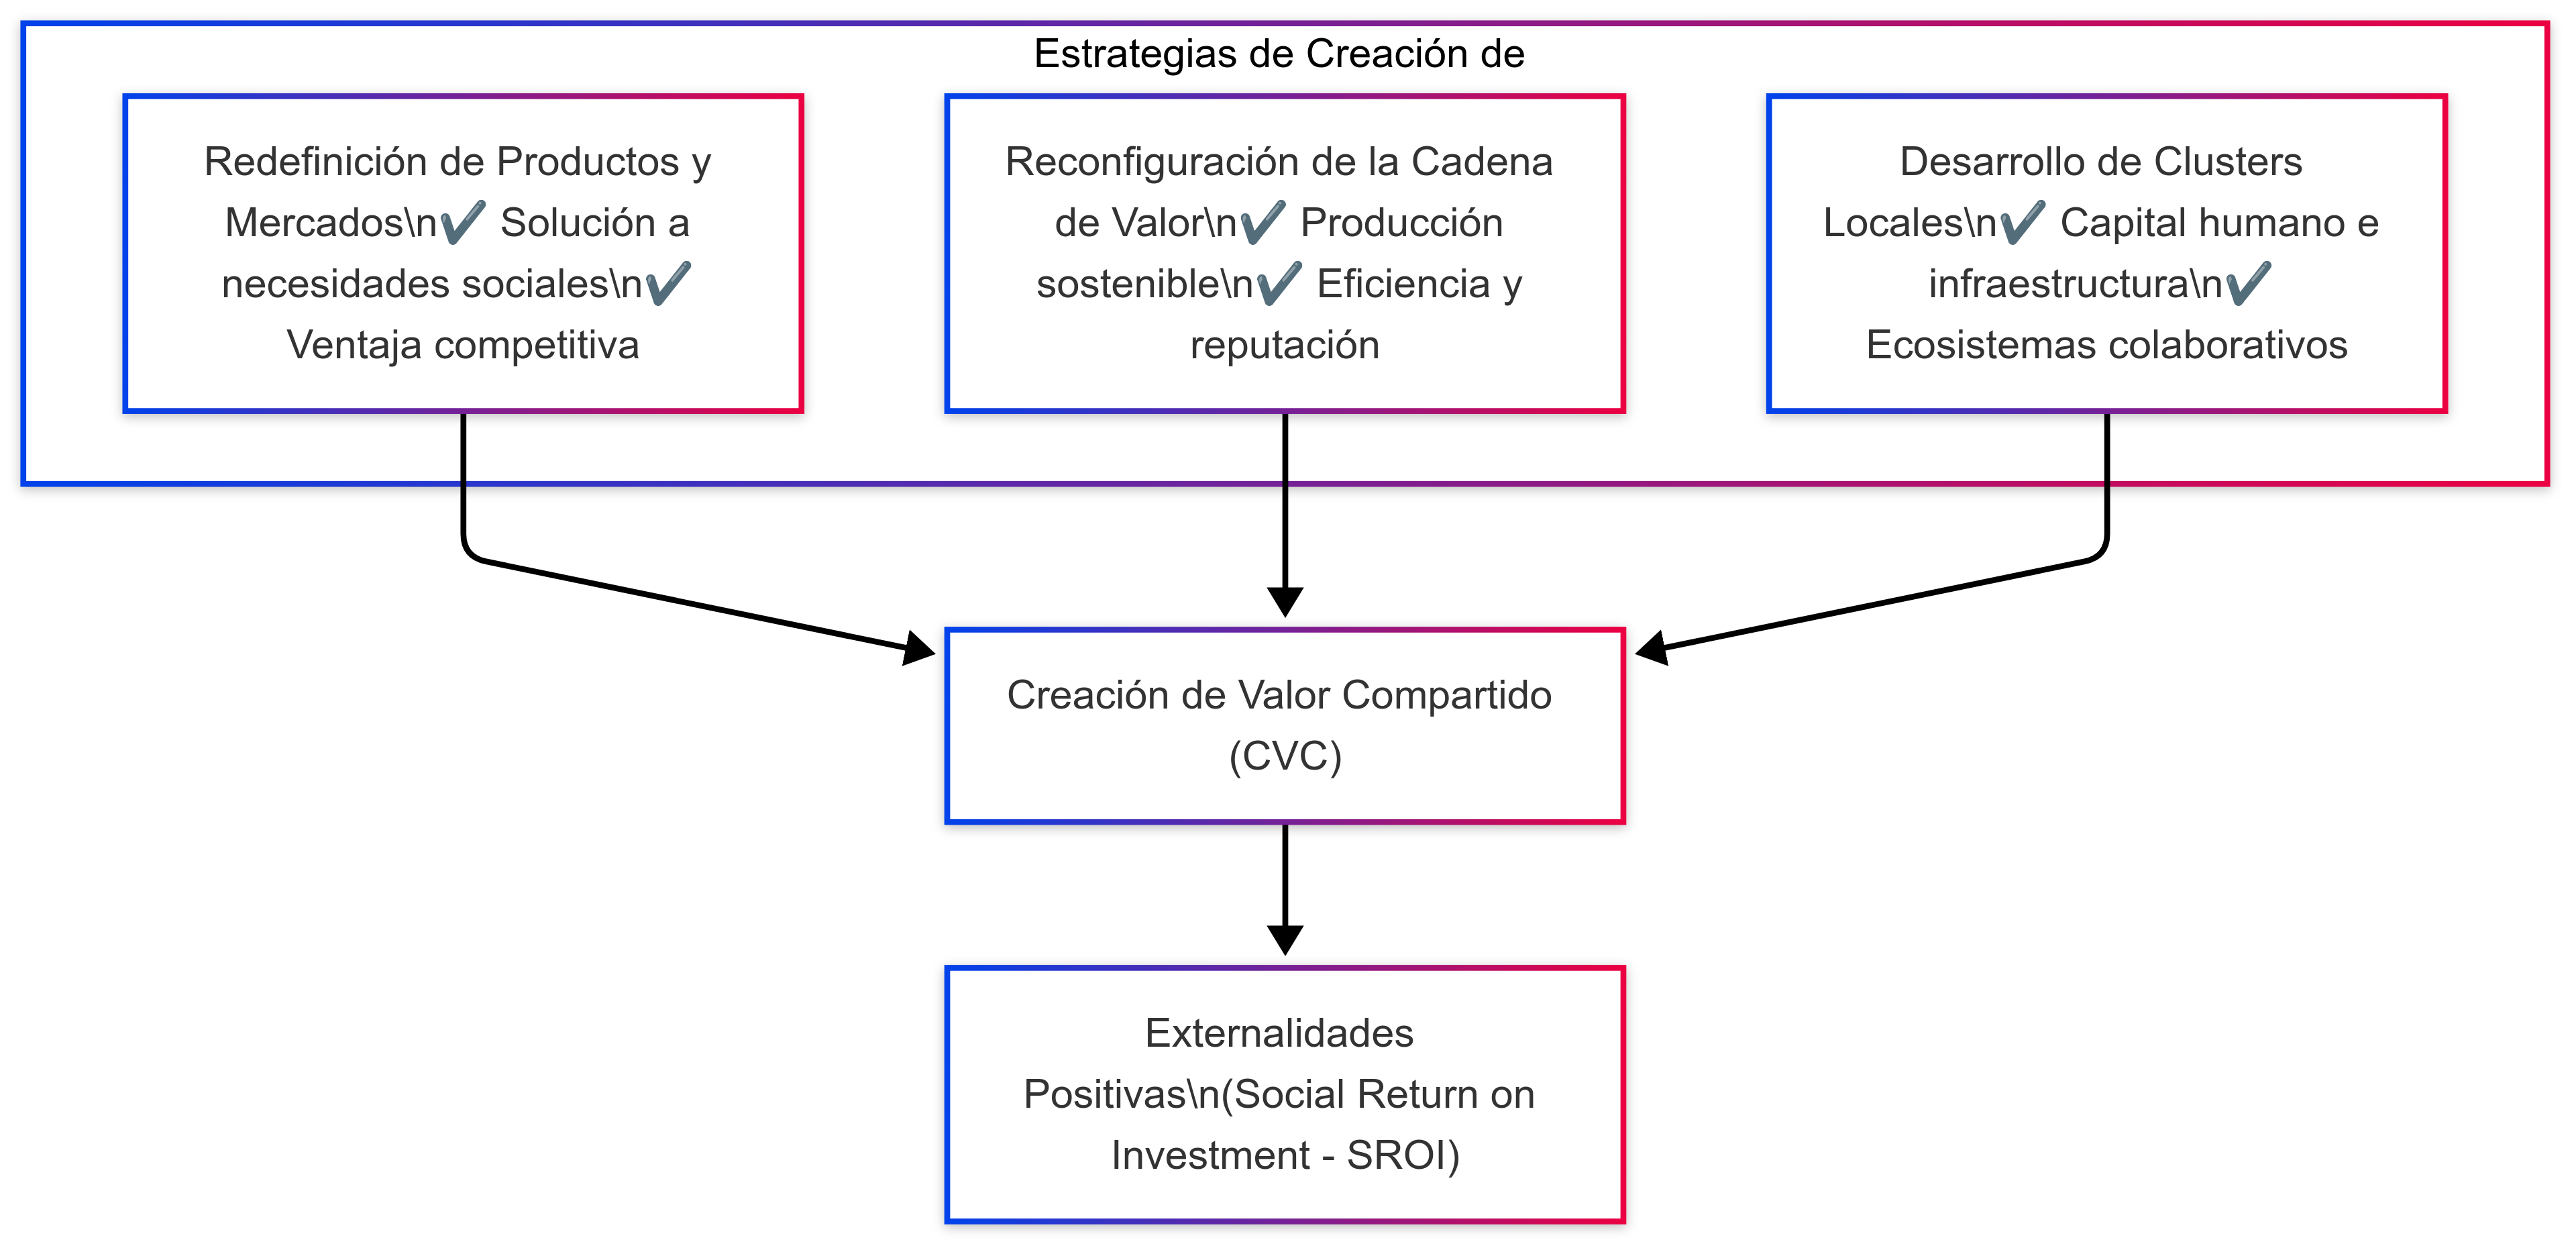 Estrategias de Creación de
Redefinición de Productos y
Mercados\n✔ Solución a
necesidades sociales\n✔
Ventaja competitiva
Reconfiguración de la Cadena
de Valor\n✔ Producción
sostenible\n✔ Eficiencia y
reputación
Desarrollo de Clusters
Locales\n✔ Capital humano e
infraestructura\n✔
Ecosistemas colaborativos
Creación de Valor Compartido
(CVC)
Externalidades
Positivas\n(Social Return on
Investment - SROI)